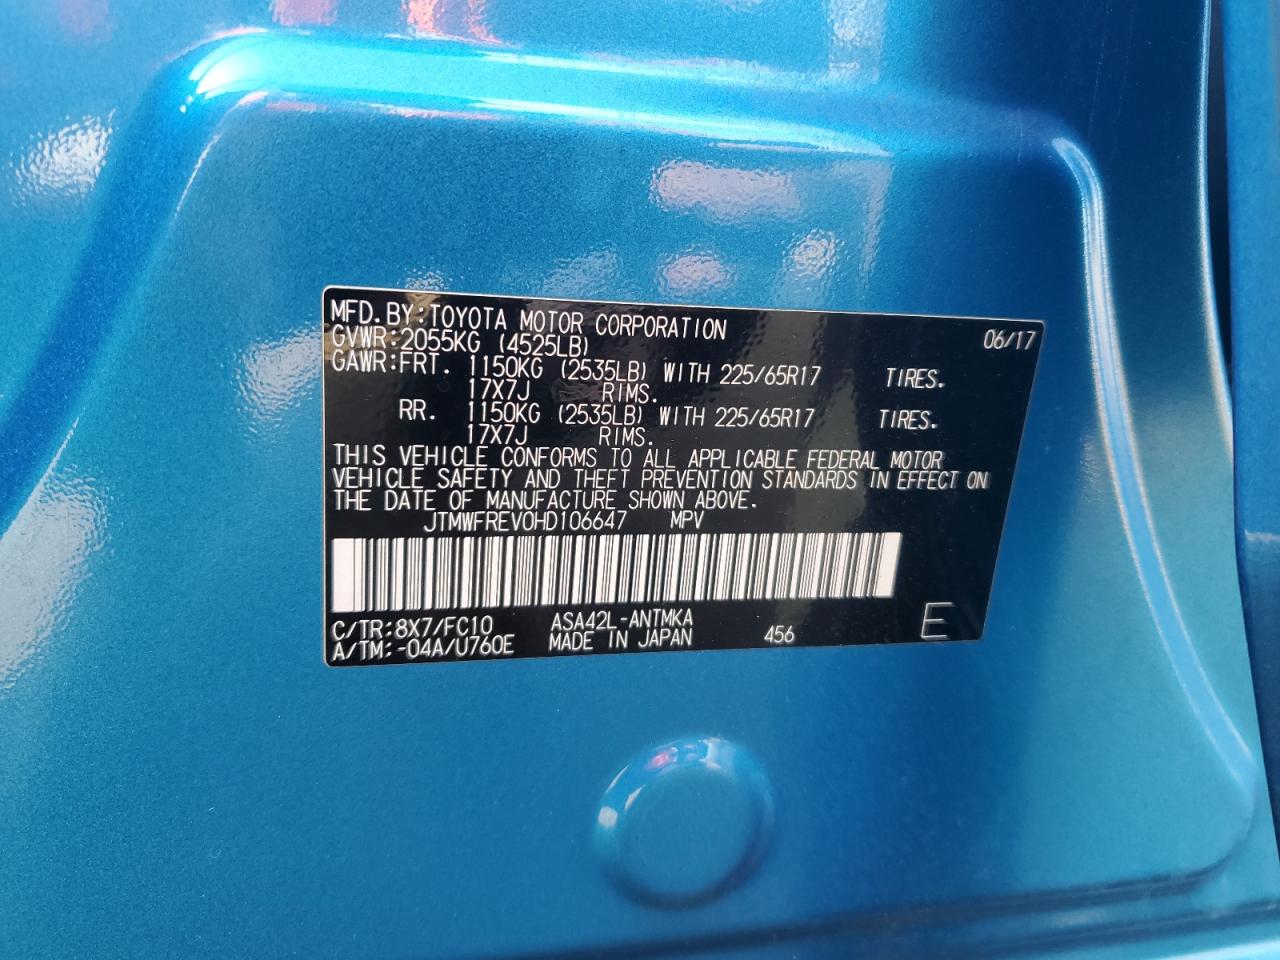 MFD.BY:TOYOTA MOTOR CORPORATION 06/17
GVWR:2055KG (4525LB)
GAWR:FRT. 1150KG (2535LB) WITH 225/65R17 TIRES.
17X7J RIMS.
RR. 1150KG (2535LB) WITH 225/65R17 TIRES.
17X7J RIMS.
THIS VEHICLE CONFORMS TO ALL APPLICABLE FEDERAL MOTOR
VEHICLE SAFETY AND THEFT PREVENTION STANDARDS IN EFFECT ON
THE DATE OF MANUFACTURE SHOWN ABOVE.
JTMWFREV0HD106647 MPV
C/TR:8X7/FC10 ASA42L-ANTMKA
A/TM:-04A/U760E MADE IN JAPAN 456 E